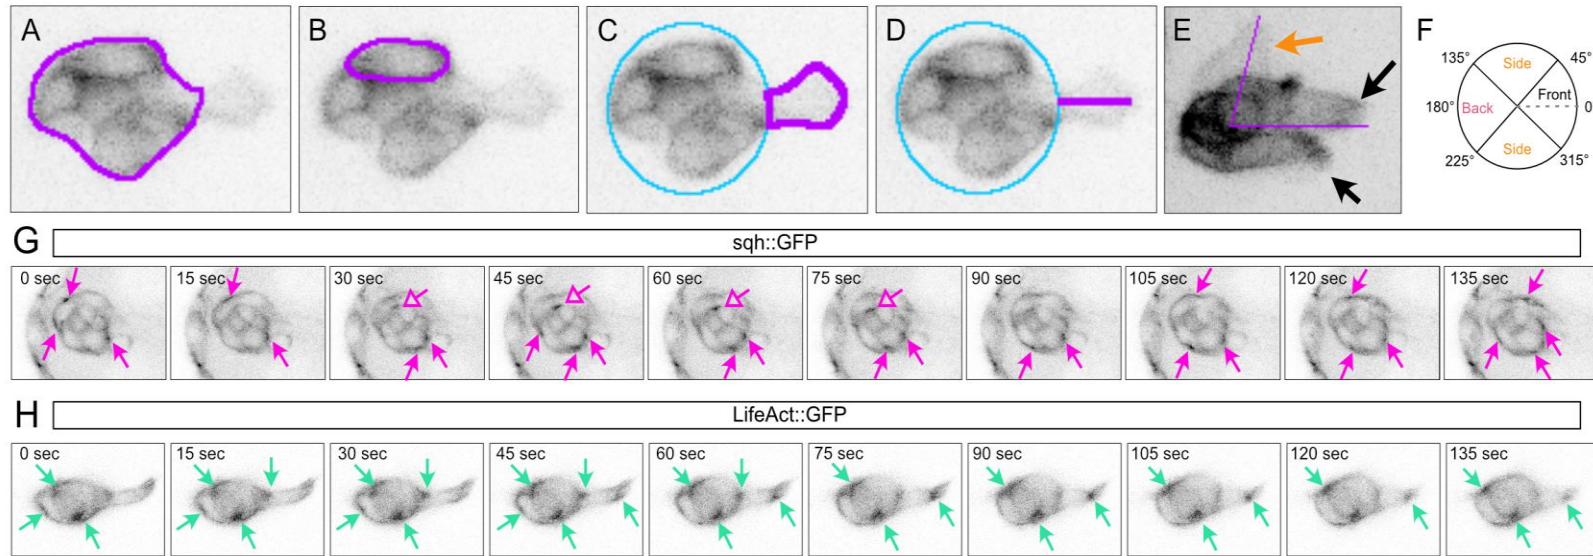 A
B
C
D
E
F
135°
Side
45°
180°
Back
Front
0
225°
Side
315°
G
sqh::GFP
0 sec
15 sec
30 sec
45 sec
60 sec
75 sec
90 sec
105 sec
120 sec
135 sec
H
LifeAct::GFP
0 sec
15 sec
30 sec
45 sec
60 sec
75 sec
90 sec
105 sec
120 sec
135 sec